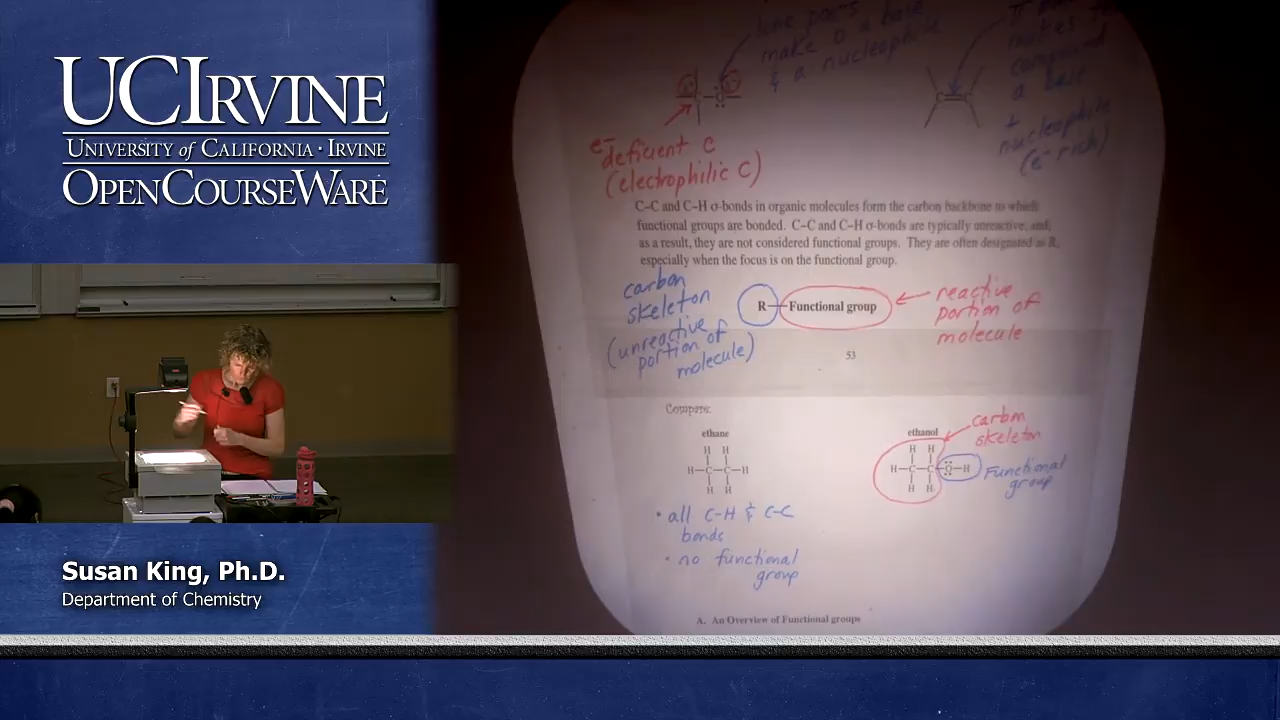 UCIRVINE
UNIVERSITY of CALIFORNIA · IRVINE
OPENCOURSEWARE
Susan King, Ph.D.
Department of Chemistry
lone pairs
make O a base
& a nucleophile
makes
compound
a base
+
nucleophile
(e⁻ rich)
δ+
δ-
C–O
C=C
e⁻
deficient C
(electrophilic C)
C–C and C–H σ-bonds in organic molecules form the carbon backbone to which
functional groups are bonded. C–C and C–H σ-bonds are typically unreactive, and,
as a result, they are not considered functional groups. They are often designated as R,
especially when the focus is on the functional group.
carbon
skeleton
(unreactive
portion of
molecule)
R—Functional group
reactive
portion of
molecule
53
Compare:
ethane
H H
H–C–C–H
H H
• all C-H & C-C
bonds
• no functional
group
ethanol
H H
H–C–C–O–H
H H
carbon
skeleton
Functional
group
A. An Overview of Functional groups